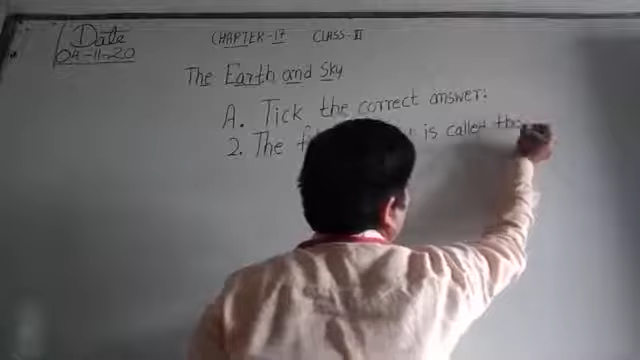 Date
04-11-20
CHAPTER-17 CLASS-II
The Earth and Sky
A. Tick the correct answer:
2. The is called the